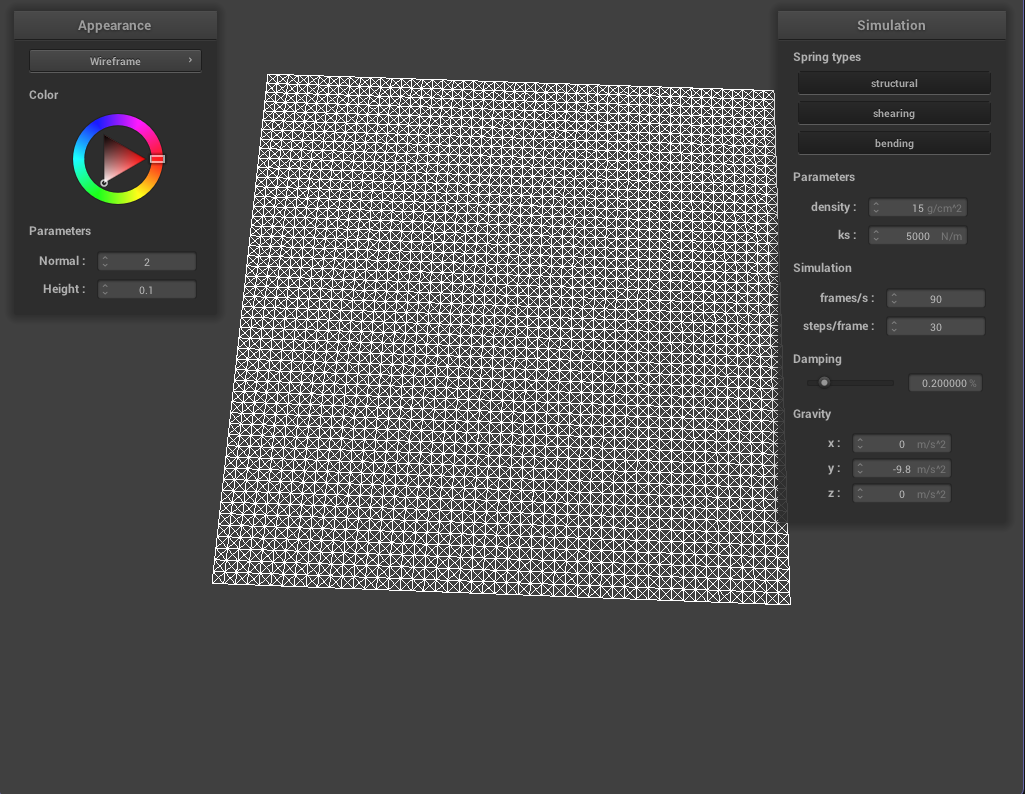 Appearance
Wireframe
Color
Parameters
Normal : 2
Height : 0.1
Simulation
Spring types
structural
shearing
bending
Parameters
density : 15 g/cm^2
ks : 5000 N/m
Simulation
frames/s : 90
steps/frame : 30
Damping
0.200000 %
Gravity
x : 0 m/s^2
y : -9.8 m/s^2
z : 0 m/s^2